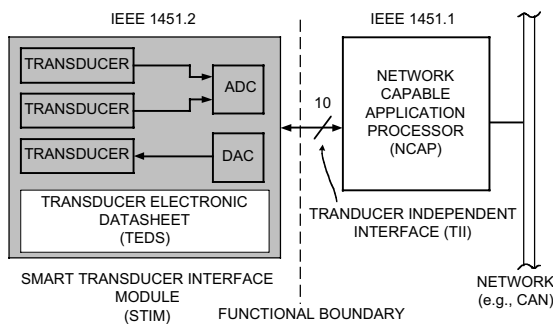 IEEE 1451.2
IEEE 1451.1
TRANSDUCER
TRANSDUCER
TRANSDUCER
ADC
DAC
TRANSDUCER ELECTRONIC
DATASHEET
(TEDS)
10
NETWORK
CAPABLE
APPLICATION
PROCESSOR
(NCAP)
TRANDUCER INDEPENDENT
INTERFACE (TII)
SMART TRANSDUCER INTERFACE
MODULE
(STIM)
FUNCTIONAL BOUNDARY
NETWORK
(e.g., CAN)